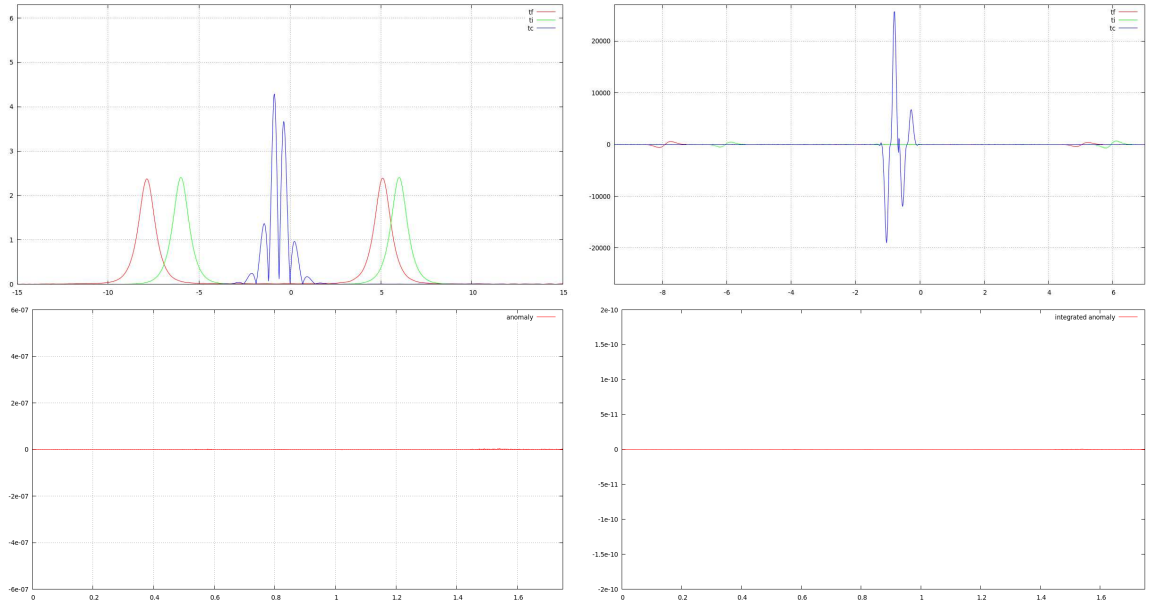 6
5
4
3
2
1
0
-15
-10
-5
0
5
10
15
tf
ti
tc
20000
10000
0
-10000
-20000
-8
-6
-4
-2
0
2
4
6
tf
ti
tc
6e-07
4e-07
2e-07
0
-2e-07
-4e-07
-6e-07
0
0.2
0.4
0.6
0.8
1
1.2
1.4
1.6
anomaly
2e-10
1.5e-10
1e-10
5e-11
0
-5e-11
-1e-10
-1.5e-10
-2e-10
0
0.2
0.4
0.6
0.8
1
1.2
1.4
1.6
integrated anomaly